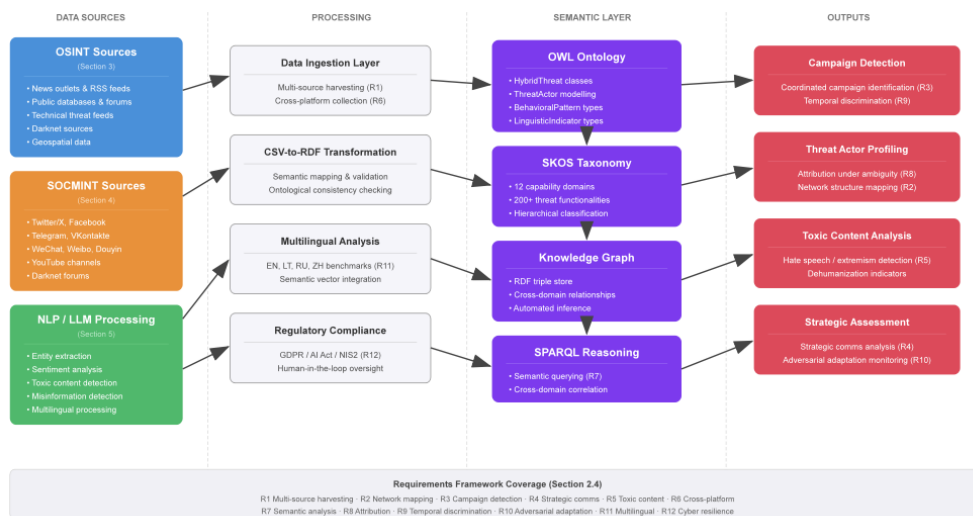 DATA SOURCES
PROCESSING
SEMANTIC LAYER
OUTPUTS
OSINT Sources
(Section 3)
• News outlets & RSS feeds
• Public databases & forums
• Technical threat feeds
• Darknet sources
• Geospatial data
SOCMINT Sources
(Section 4)
• Twitter/X, Facebook
• Telegram, VKontakte
• WeChat, Weibo, Douyin
• YouTube channels
• Darknet forums
NLP / LLM Processing
(Section 5)
• Entity extraction
• Sentiment analysis
• Toxic content detection
• Misinformation detection
• Multilingual processing
Data Ingestion Layer
Multi-source harvesting (R1)
Cross-platform collection (R6)
CSV-to-RDF Transformation
Semantic mapping & validation
Ontological consistency checking
Multilingual Analysis
EN, LT, RU, ZH benchmarks (R11)
Semantic vector integration
Regulatory Compliance
GDPR / AI Act / NIS2 (R12)
Human-in-the-loop oversight
OWL Ontology
• HybridThreat classes
• ThreatActor modelling
• BehavioralPattern types
• LinguisticIndicator types
SKOS Taxonomy
• 12 capability domains
• 200+ threat functionalities
• Hierarchical classification
Knowledge Graph
• RDF triple store
• Cross-domain relationships
• Automated inference
SPARQL Reasoning
• Semantic querying (R7)
• Cross-domain correlation
Campaign Detection
Coordinated campaign identification (R3)
Temporal discrimination (R9)
Threat Actor Profiling
Attribution under ambiguity (R8)
Network structure mapping (R2)
Toxic Content Analysis
Hate speech / extremism detection (R5)
Dehumanization indicators
Strategic Assessment
Strategic comms analysis (R4)
Adversarial adaptation monitoring (R10)
Requirements Framework Coverage (Section 2.4)
R1 Multi-source harvesting · R2 Network mapping · R3 Campaign detection · R4 Strategic comms · R5 Toxic content · R6 Cross-platform
R7 Semantic analysis · R8 Attribution · R9 Temporal discrimination · R10 Adversarial adaptation · R11 Multilingual · R12 Cyber resilience